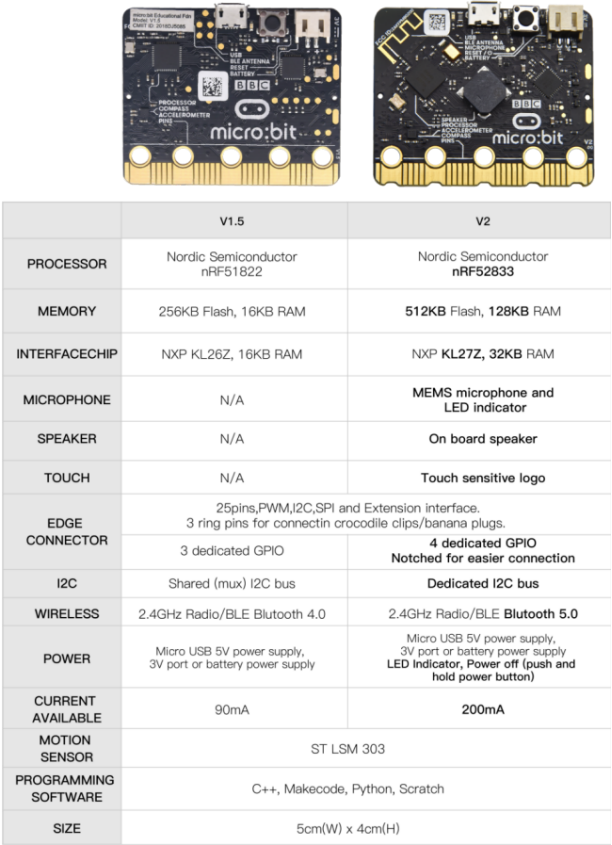 micro:bit Educational Fdn
Model V1.5
USB
BLE ANTENNA
RESET
BATTERY
BBC
PROCESSOR
COMPASS
ACCELEROMETER
PINS
micro:bit
USB
BLE ANTENNA
MICROPHONE
RESET
BATTERY
BBC
SPEAKER
PROCESSOR
ACCELEROMETER
COMPASS
PINS
micro:bit
V2
V1.5 V2
PROCESSOR
Nordic Semiconductor
nRF51822
Nordic Semiconductor
nRF52833
MEMORY
256KB Flash, 16KB RAM
512KB Flash, 128KB RAM
INTERFACECHIP
NXP KL26Z, 16KB RAM
NXP KL27Z, 32KB RAM
MICROPHONE
N/A
MEMS microphone and
LED indicator
SPEAKER
N/A
On board speaker
TOUCH
N/A
Touch sensitive logo
EDGE
CONNECTOR
25pins,PWM,I2C,SPI and Extension interface.
3 ring pins for connectin crocodile clips/banana plugs.
3 dedicated GPIO
4 dedicated GPIO
Notched for easier connection
I2C
Shared (mux) I2C bus
Dedicated I2C bus
WIRELESS
2.4GHz Radio/BLE Blutooth 4.0
2.4GHz Radio/BLE Blutooth 5.0
POWER
Micro USB 5V power supply,
3V port or battery power supply
Micro USB 5V power supply,
3V port or battery power supply
LED Indicator, Power off (push and
hold power button)
CURRENT
AVAILABLE
90mA
200mA
MOTION
SENSOR
ST LSM 303
PROGRAMMING
SOFTWARE
C++, Makecode, Python, Scratch
SIZE
5cm(W) x 4cm(H)